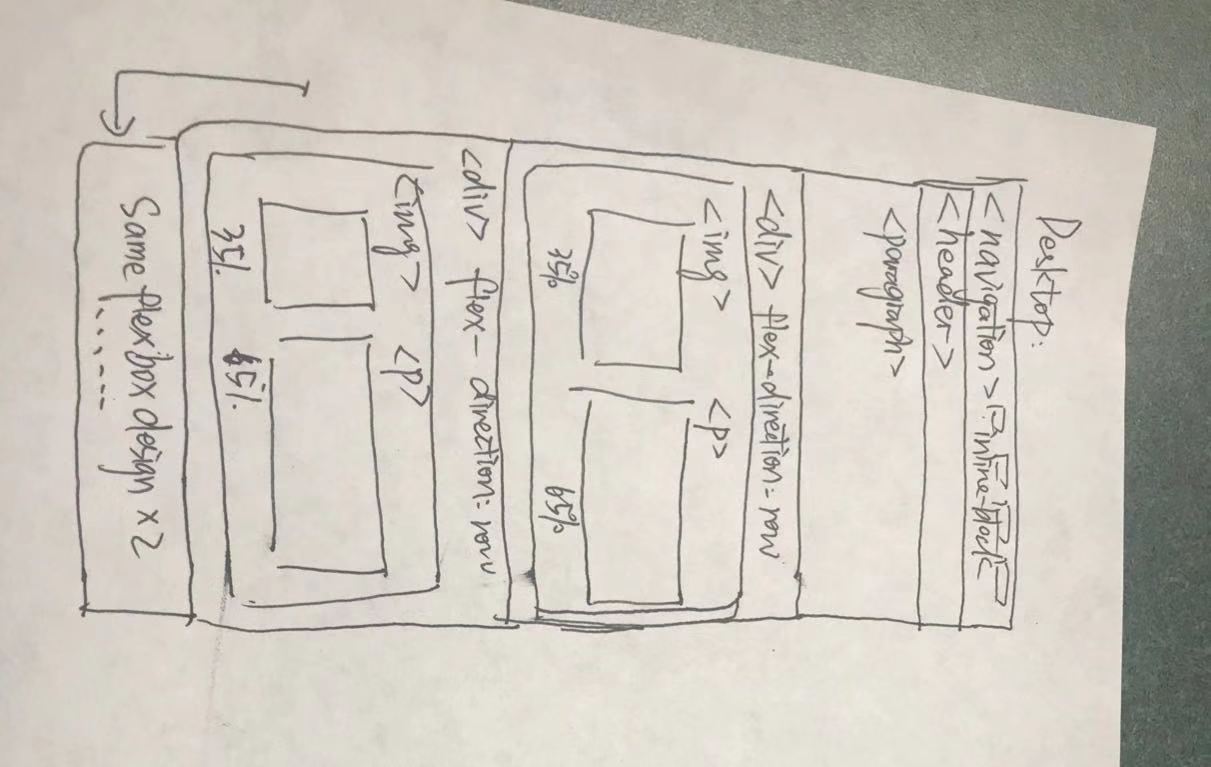 Desktop:
<navigation> inline-block
<header>
<paragraph>
<div> flex-direction: row
<img> <p>
35% 65%
<div> flex-direction: row
<img> <p>
35% 65%
Same flexbox design x 2
......